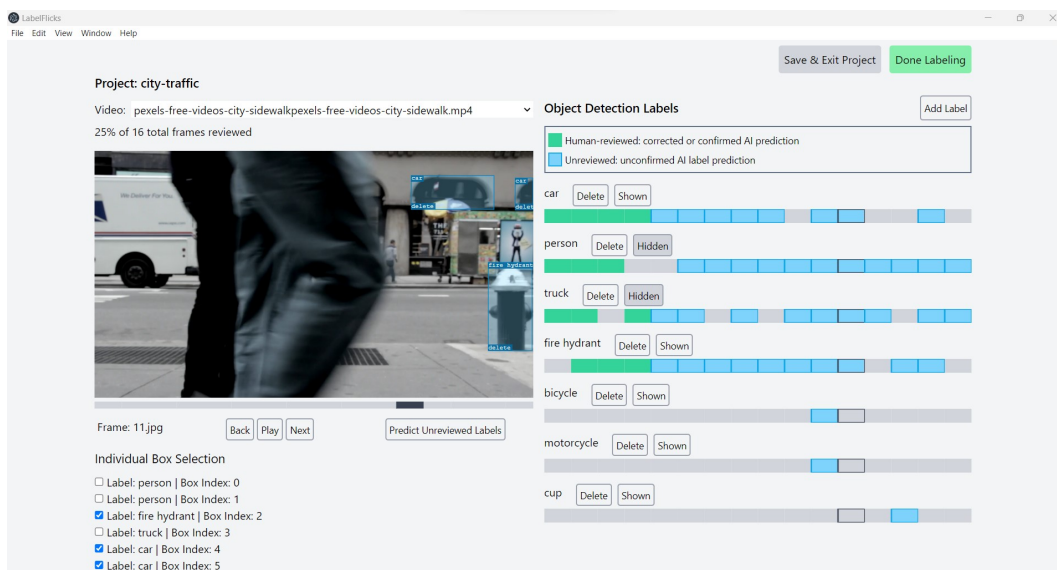 LabelFlicks
File Edit View Window Help
Save & Exit Project Done Labeling
Project: city-traffic
Video: pexels-free-videos-city-sidewalkpexels-free-videos-city-sidewalk.mp4
25% of 16 total frames reviewed
We Deliver For You
car
car
delete
delet
THE
fire hydrant
delete
Frame: 11.jpg
Back Play Next
Predict Unreviewed Labels
Individual Box Selection
Label: person | Box Index: 0
Label: person | Box Index: 1
Label: fire hydrant | Box Index: 2
Label: truck | Box Index: 3
Label: car | Box Index: 4
Label: car | Box Index: 5
Object Detection Labels
Add Label
Human-reviewed: corrected or confirmed AI prediction
Unreviewed: unconfirmed AI label prediction
car Delete Shown
person Delete Hidden
truck Delete Hidden
fire hydrant Delete Shown
bicycle Delete Shown
motorcycle Delete Shown
cup Delete Shown